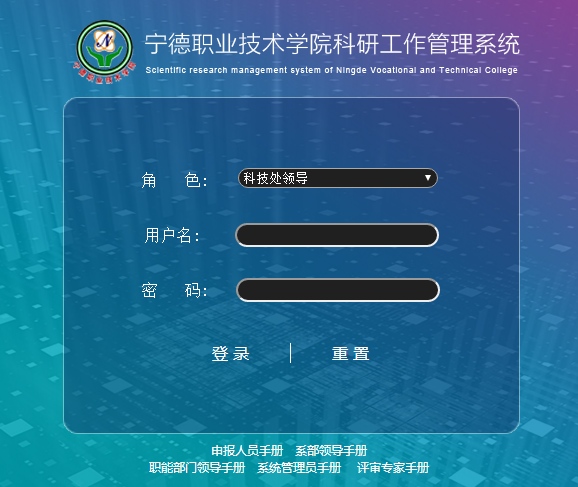 宁德职业技术学院科研工作管理系统
Scientific research management system of Ningde Vocational and Technical College
角 色: 科技处领导
用户名:
密 码:
登录 重置
申报人员手册 系部领导手册
职能部门领导手册 系统管理员手册 评审专家手册